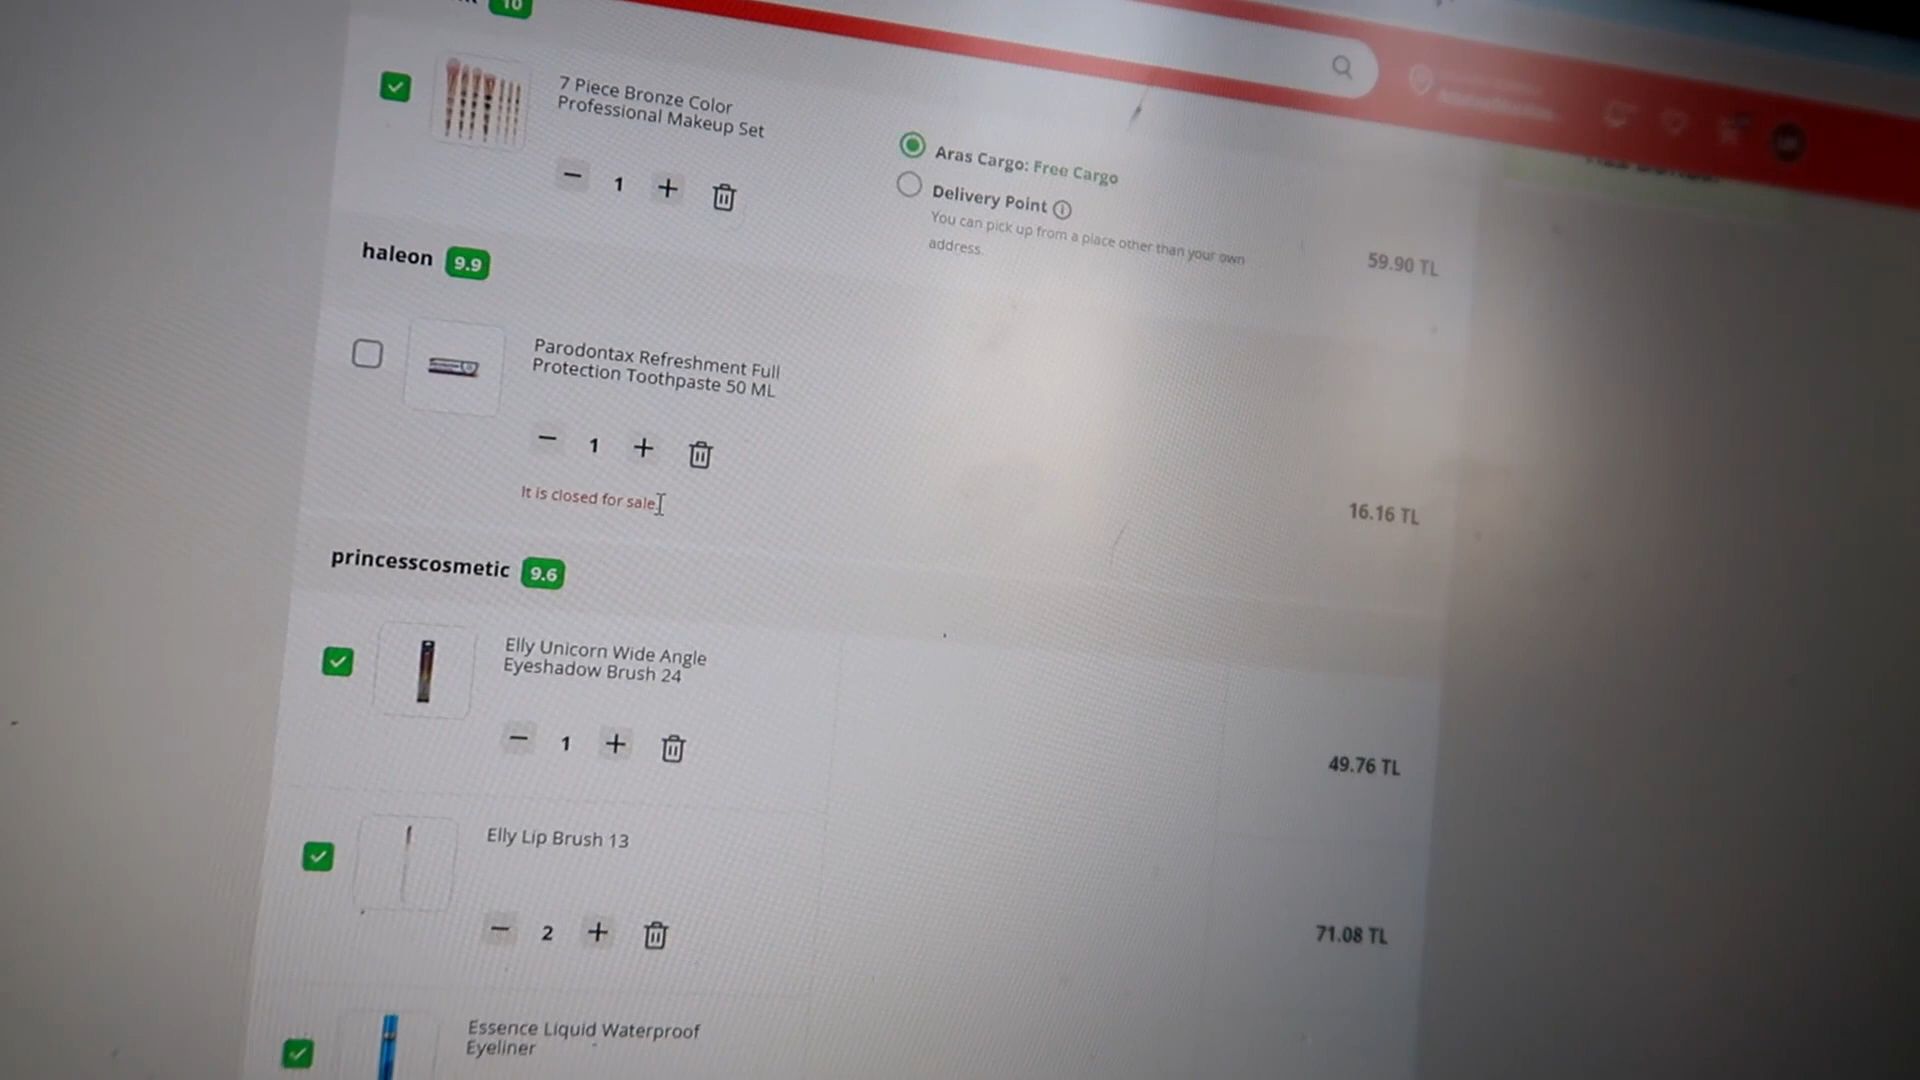 10
7 Piece Bronze Color
Professional Makeup Set
1
Aras Cargo: Free Cargo
Delivery Point
You can pick up from a place other than your own
address.
59.90 TL
haleon 9.9
Parodontax Refreshment Full
Protection Toothpaste 50 ML
1
It is closed for sale.
16.16 TL
princesscosmetic 9.6
Elly Unicorn Wide Angle
Eyeshadow Brush 24
1
49.76 TL
Elly Lip Brush 13
2
71.08 TL
Essence Liquid Waterproof
Eyeliner